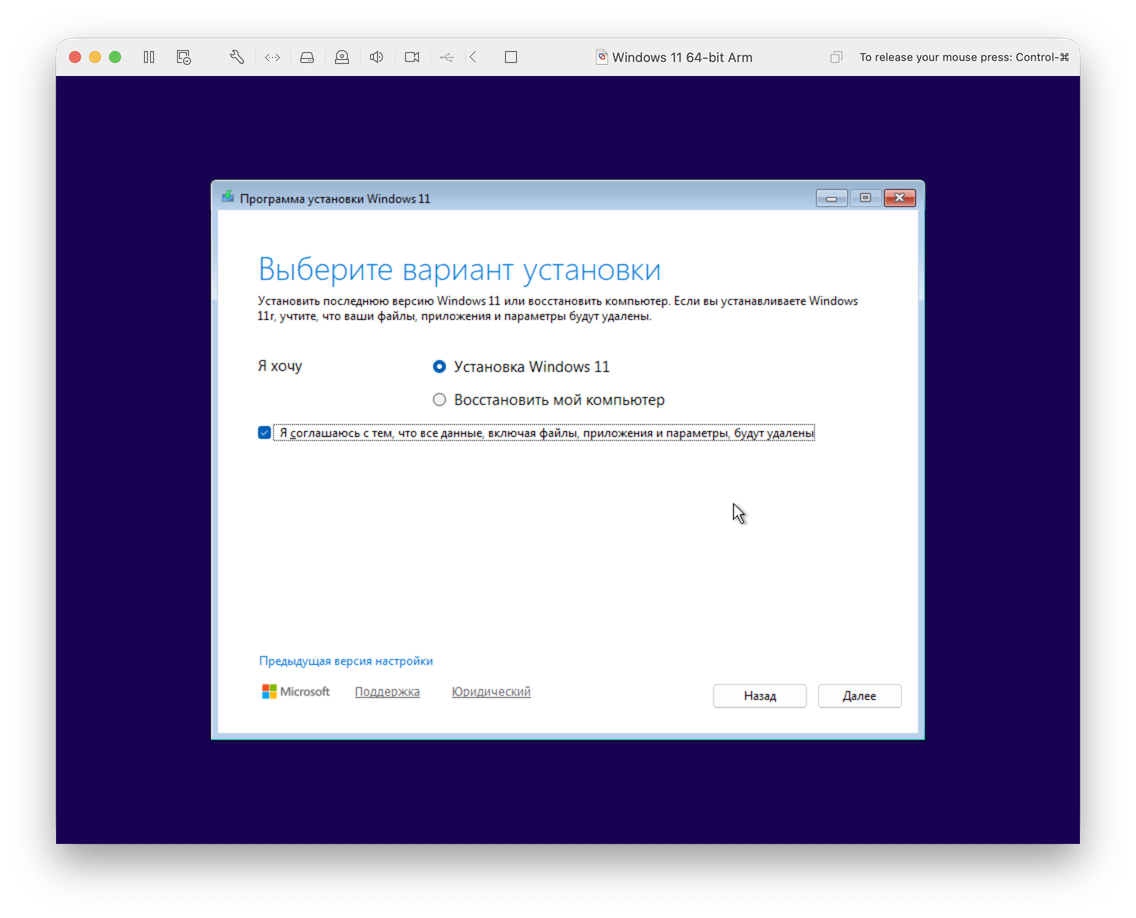 Windows 11 64-bit Arm
To release your mouse press: Control-⌘
Программа установки Windows 11
Выберите вариант установки
Установить последнюю версию Windows 11 или восстановить компьютер. Если вы устанавливаете Windows
11г, учтите, что ваши файлы, приложения и параметры будут удалены.
Я хочу
Установка Windows 11
Восстановить мой компьютер
Я соглашаюсь с тем, что все данные, включая файлы, приложения и параметры, будут удалены
Предыдущая версия настройки
Microsoft Поддержка Юридический
Назад Далее